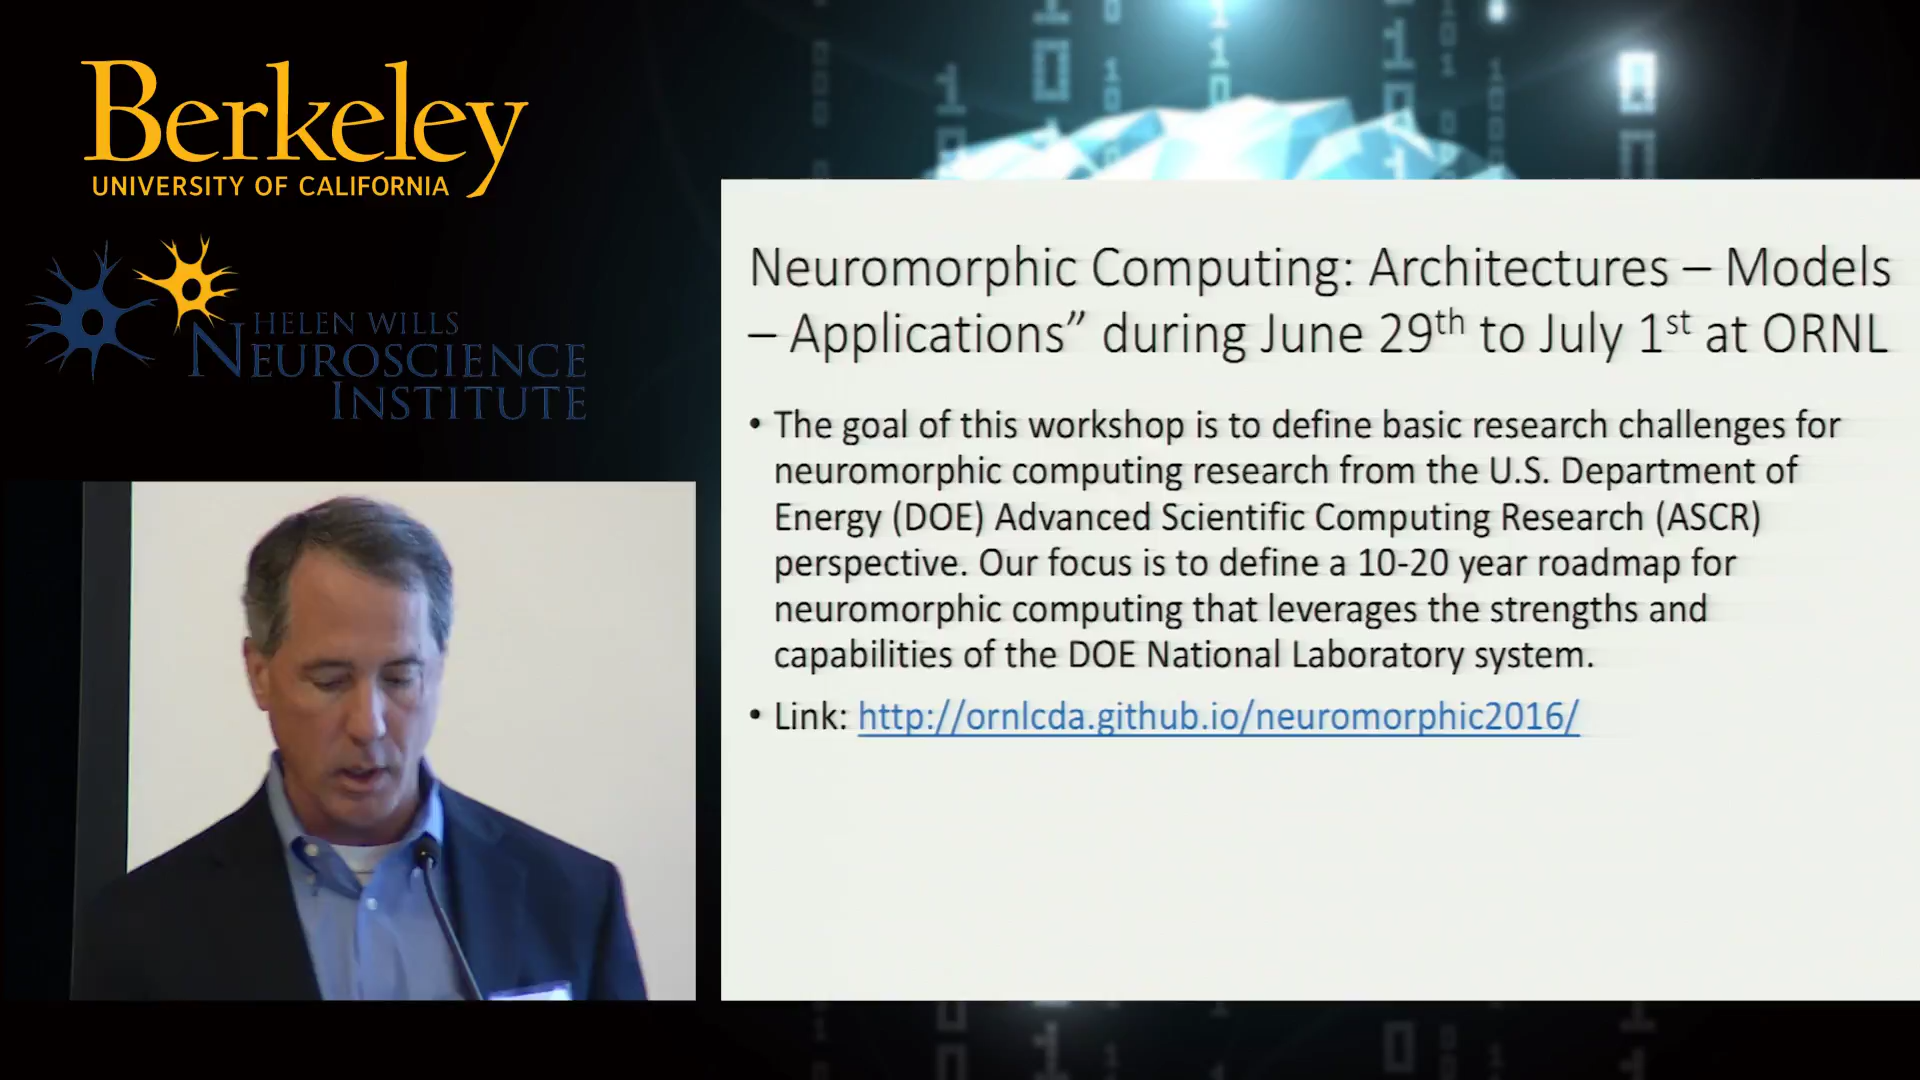 Berkeley
UNIVERSITY OF CALIFORNIA
HELEN WILLS
NEUROSCIENCE
INSTITUTE
Neuromorphic Computing: Architectures – Models
– Applications” during June 29th to July 1st at ORNL
• The goal of this workshop is to define basic research challenges for
neuromorphic computing research from the U.S. Department of
Energy (DOE) Advanced Scientific Computing Research (ASCR)
perspective. Our focus is to define a 10-20 year roadmap for
neuromorphic computing that leverages the strengths and
capabilities of the DOE National Laboratory system.
• Link: http://ornlcda.github.io/neuromorphic2016/